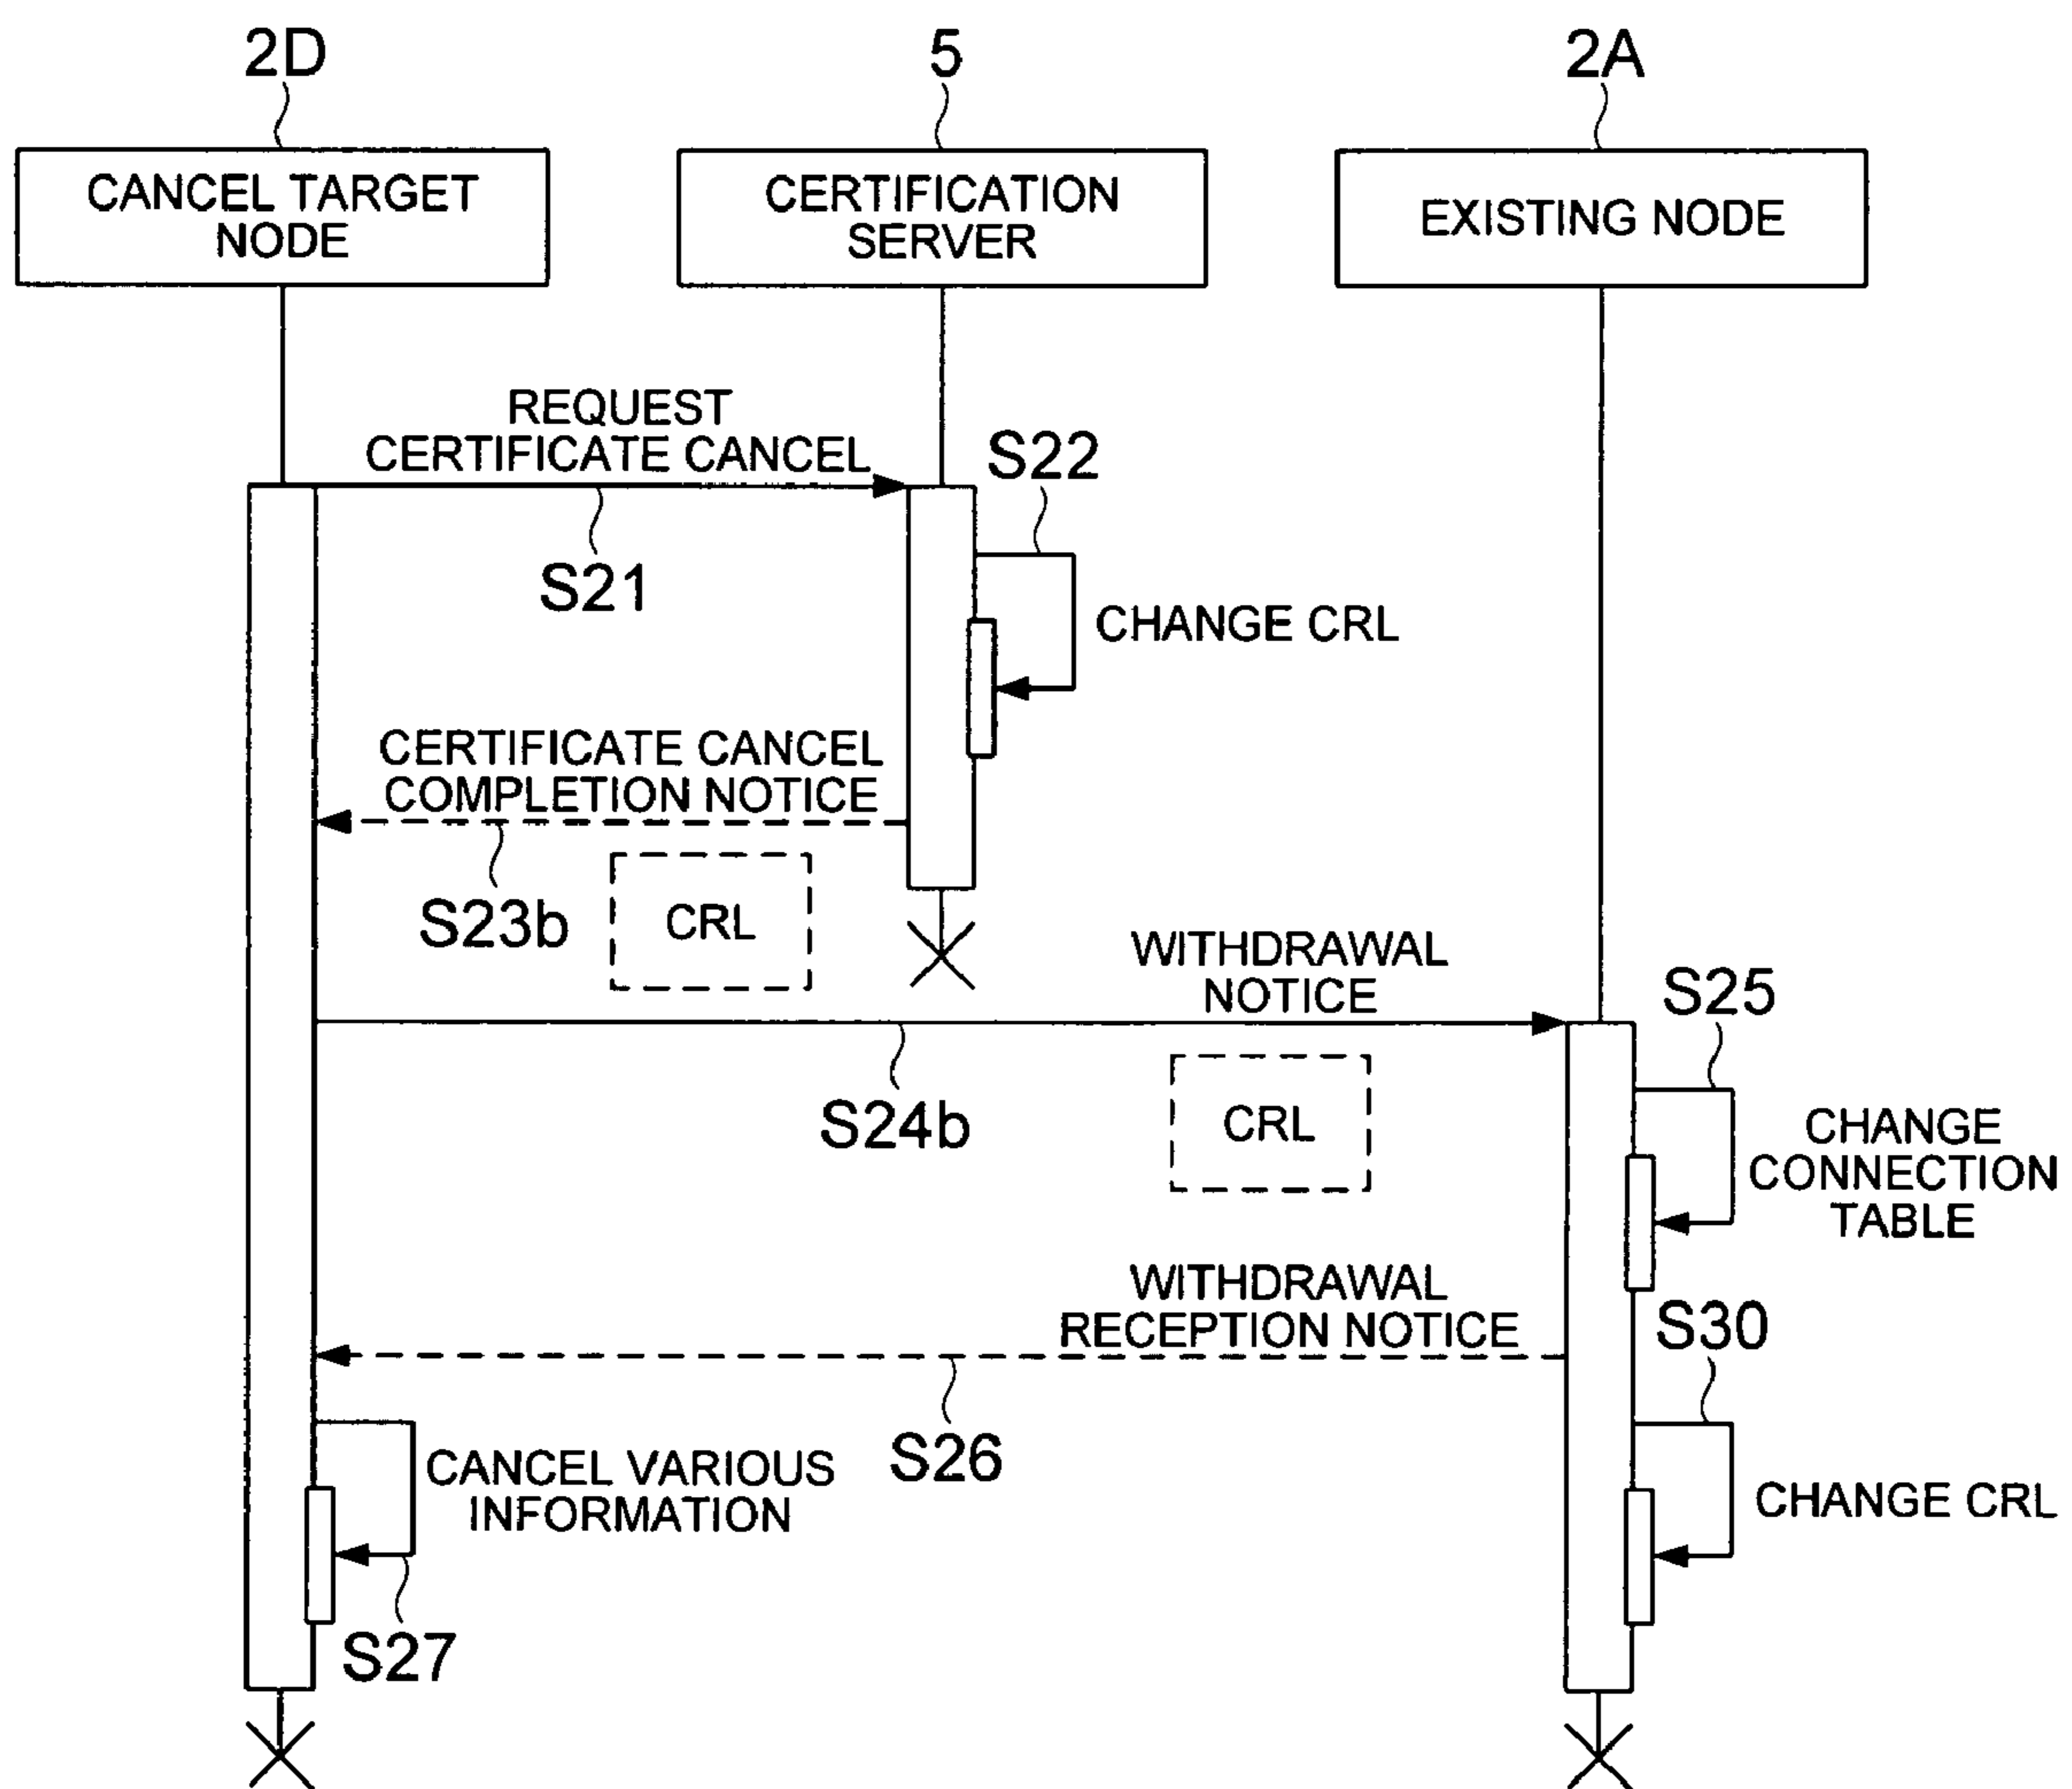 2D
5
2A
CANCEL TARGET
NODE
CERTIFICATION
SERVER
EXISTING NODE
REQUEST
CERTIFICATE CANCEL
S22
S21
CHANGE CRL
CERTIFICATE CANCEL
COMPLETION NOTICE
S23b
CRL
WITHDRAWAL
NOTICE
S25
S24b
CRL
CHANGE
CONNECTION
TABLE
WITHDRAWAL
RECEPTION NOTICE
S30
S26
CANCEL VARIOUS
INFORMATION
CHANGE CRL
S27